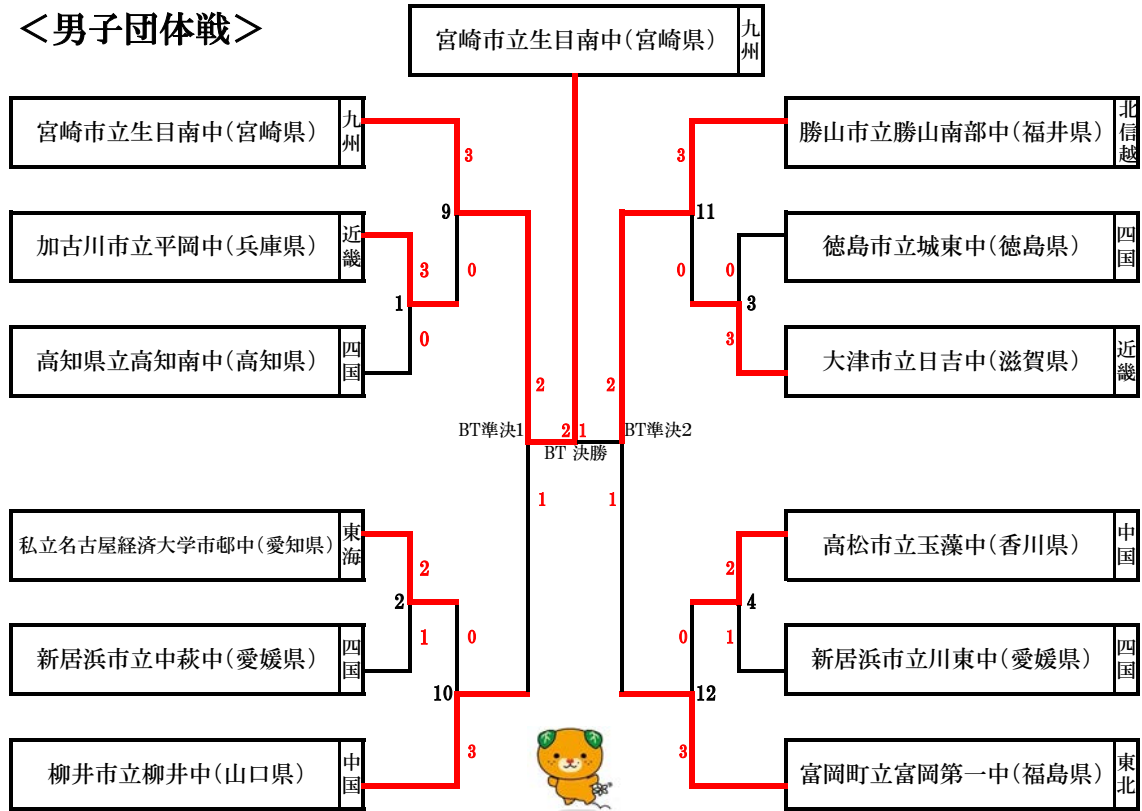 ＜男子団体戦＞
宮崎市立生目南中(宮崎県) 九州
宮崎市立生目南中(宮崎県) 九州
加古川市立平岡中(兵庫県) 近畿
高知県立高知南中(高知県) 四国
3
9
3
0
1
0
2
BT準決1
勝山市立勝山南部中(福井県) 北信越
徳島市立城東中(徳島県) 四国
大津市立日吉中(滋賀県) 近畿
3
11
0
0
3
3
2
BT準決2
2 1
BT 決勝
1
1
私立名古屋経済大学市邨中(愛知県) 東海
新居浜市立中萩中(愛媛県) 四国
柳井市立柳井中(山口県) 中国
2
2
1
0
10
3
高松市立玉藻中(香川県) 中国
新居浜市立川東中(愛媛県) 四国
富岡町立富岡第一中(福島県) 東北
2
4
0
1
12
3